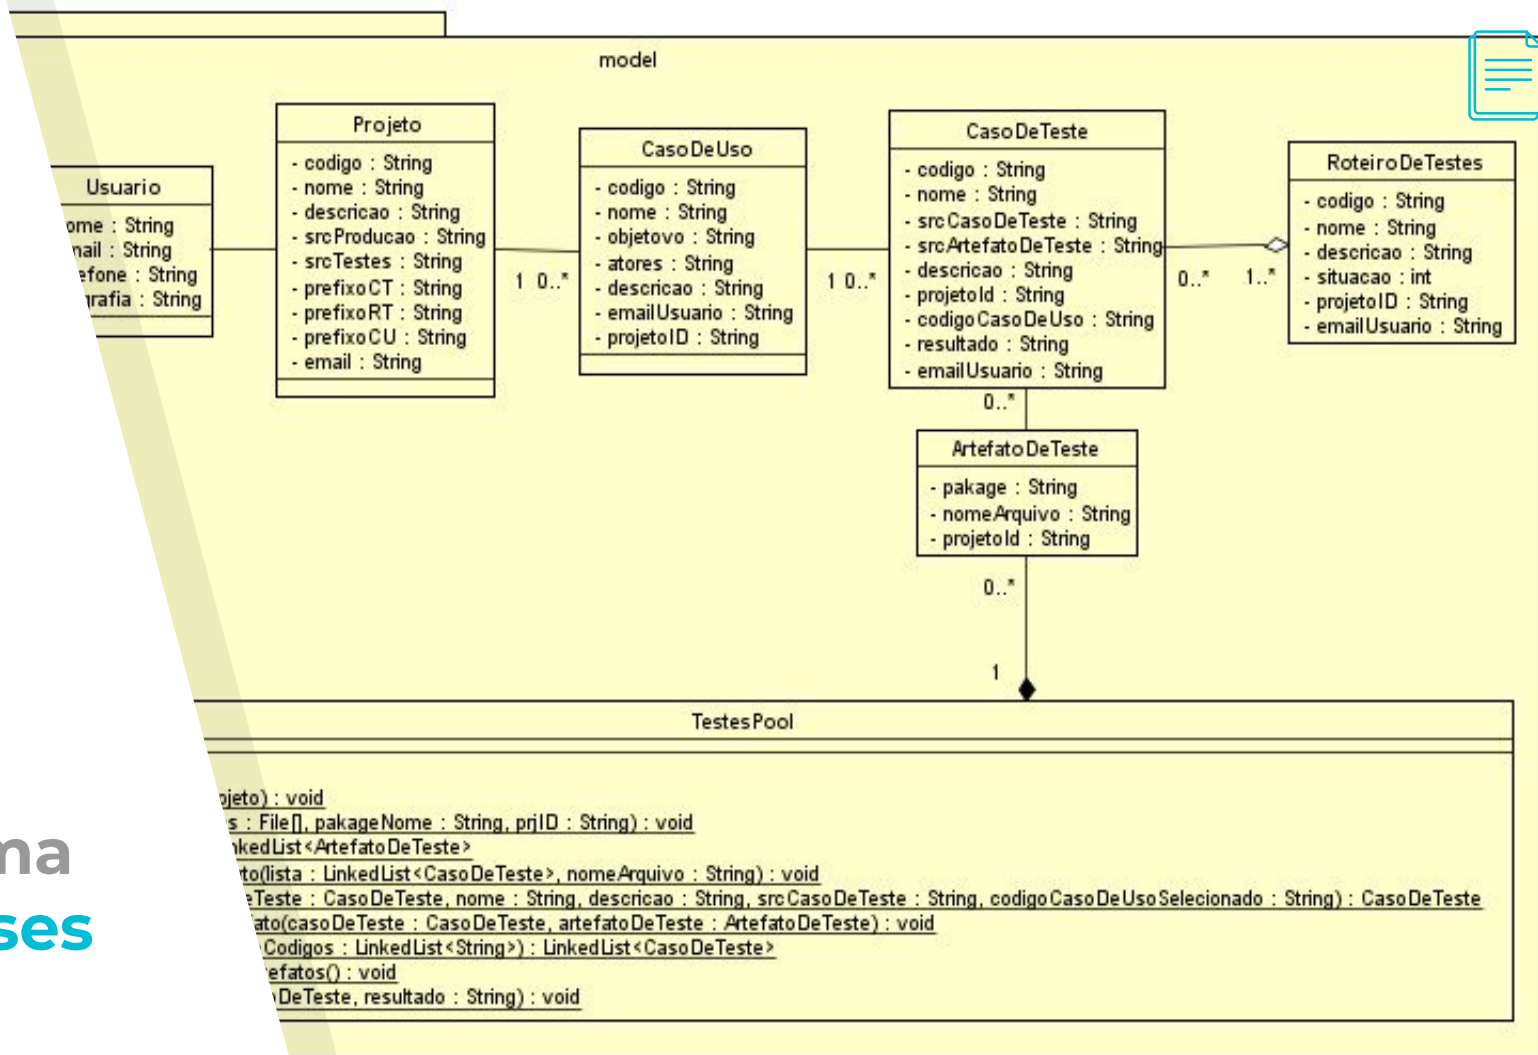 model
Usuario
ome : String
nail : String
efone : String
grafia : String
Projeto
- codigo : String
- nome : String
- descricao : String
- srcProducao : String
- srcTestes : String
- prefixoCT : String
- prefixoRT : String
- prefixoCU : String
- email : String
1 0..*
CasoDeUso
- codigo : String
- nome : String
- objetovo : String
- atores : String
- descricao : String
- emailUsuario : String
- projetoID : String
1 0..*
CasoDeTeste
- codigo : String
- nome : String
- srcCasoDeTeste : String
- srcArtefatoDeTeste : String
- descricao : String
- projetoId : String
- codigoCasoDeUso : String
- resultado : String
- emailUsuario : String
0..* 1..*
RoteiroDeTestes
- codigo : String
- nome : String
- descricao : String
- situacao : int
- projetoID : String
- emailUsuario : String
0..*
ArtefatoDeTeste
- pakage : String
- nomeArquivo : String
- projetoId : String
0..*
1
TestesPool
ojeto) : void
s : File[], pakageNome : String, prjID : String) : void
nkedList<ArtefatoDeTeste>
to(lista : LinkedList<CasoDeTeste>, nomeArquivo : String) : void
eTeste : CasoDeTeste, nome : String, descricao : String, srcCasoDeTeste : String, codigoCasoDeUsoSelecionado : String) : CasoDeTeste
ato(casoDeTeste : CasoDeTeste, artefatoDeTeste : ArtefatoDeTeste) : void
Codigos : LinkedList<String>) : LinkedList<CasoDeTeste>
efatos() : void
DeTeste, resultado : String) : void
ma
ses